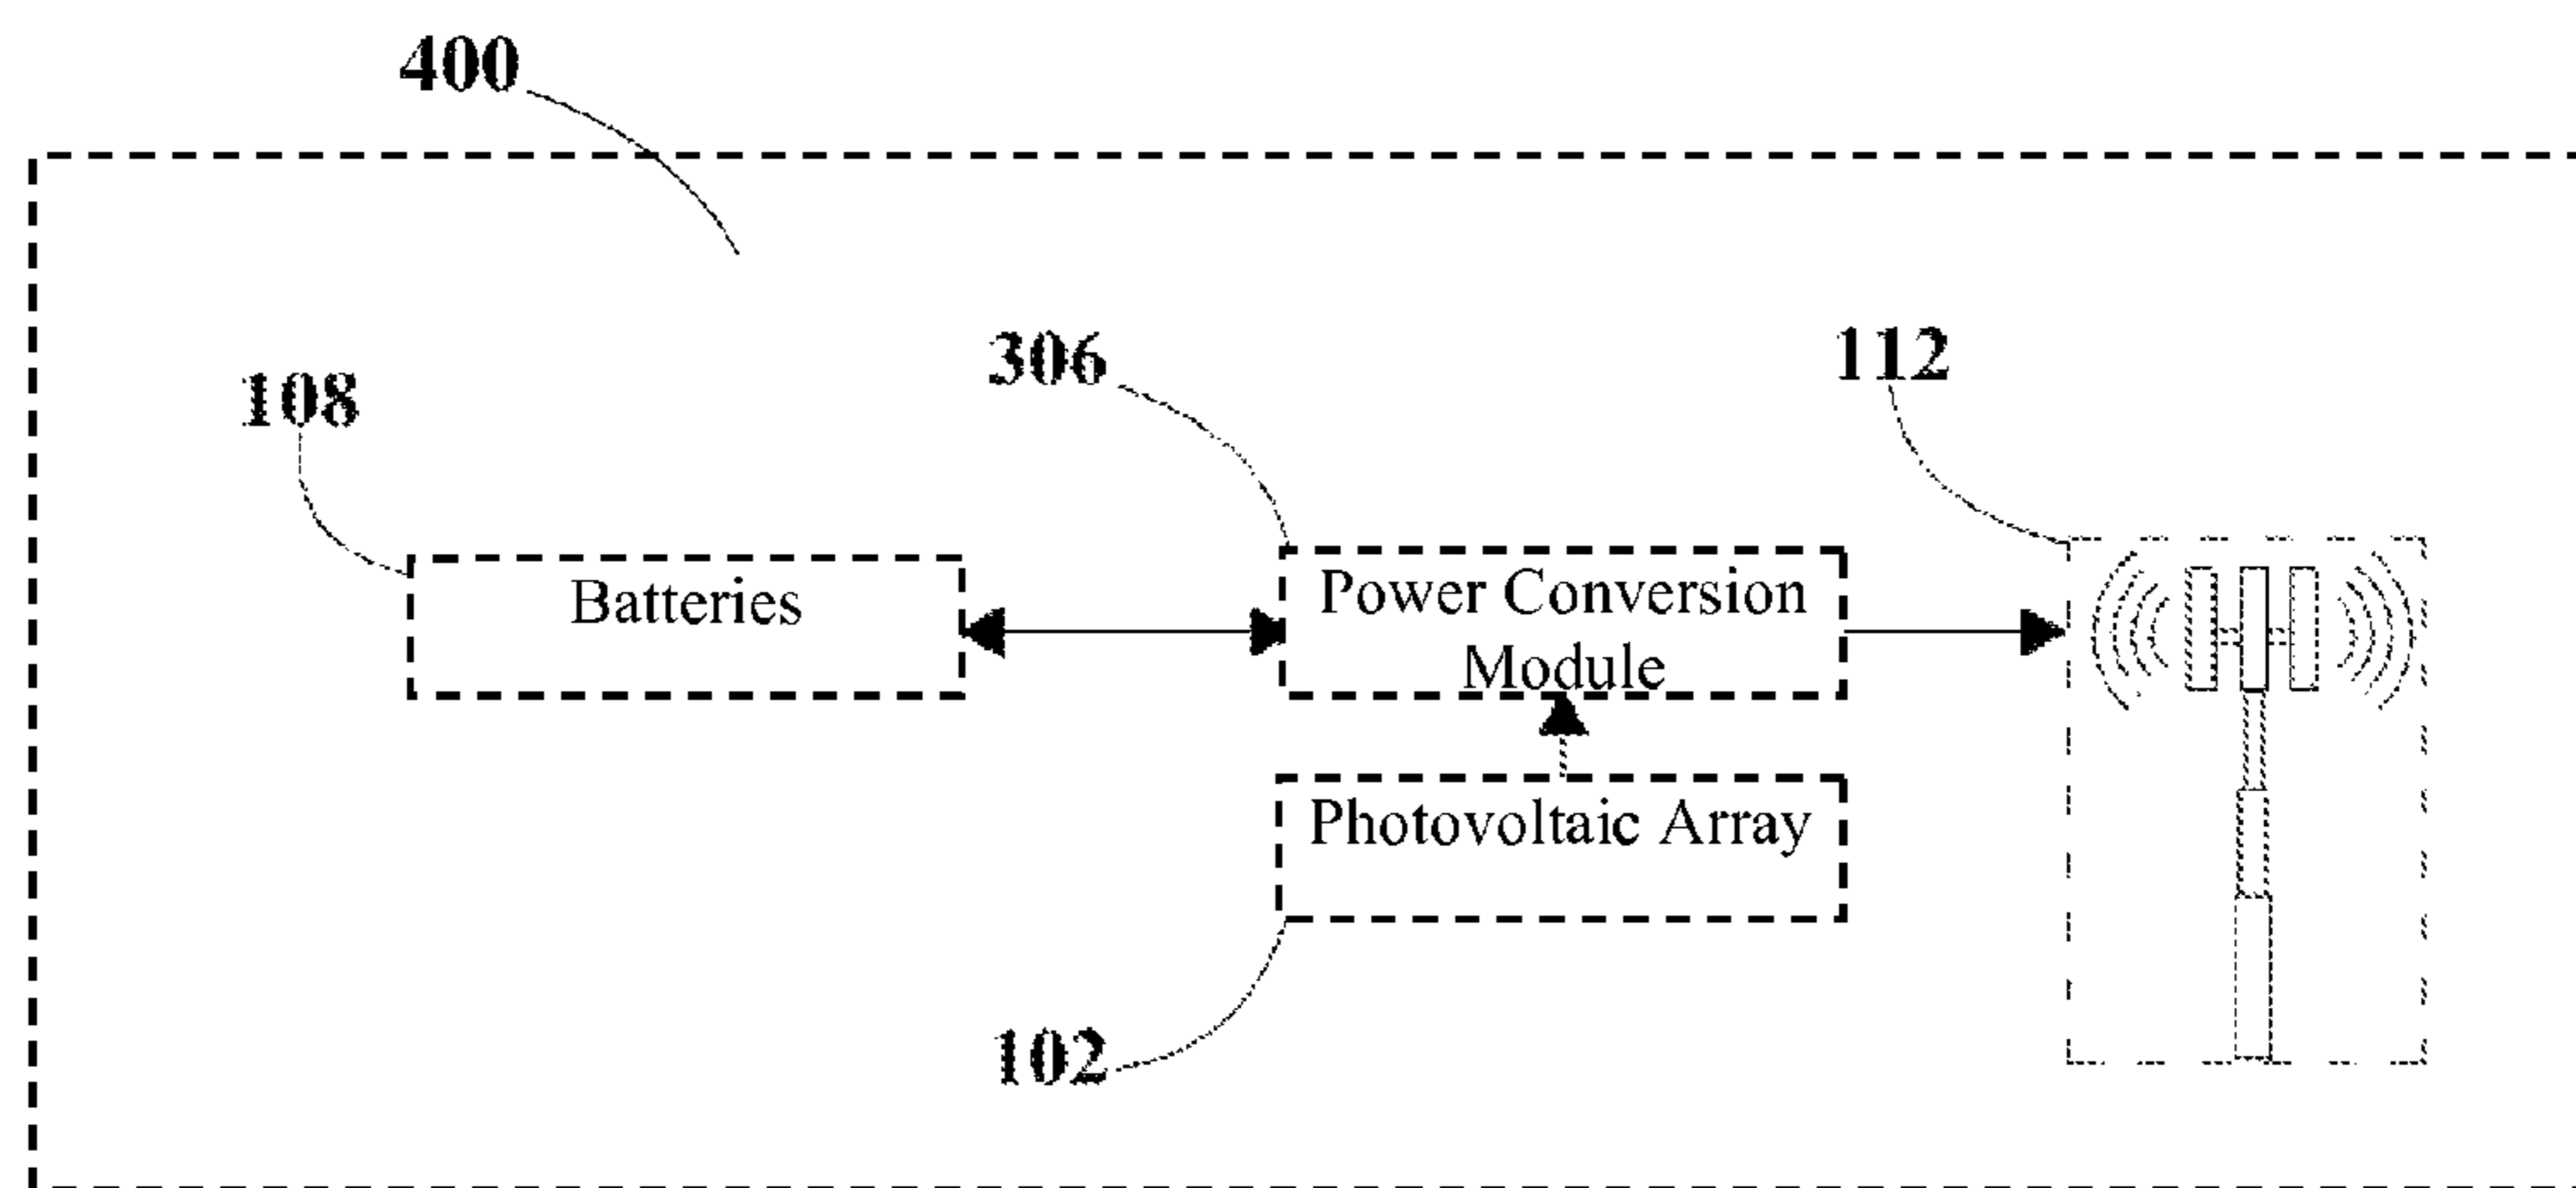 400
306
112
108
Batteries
Power Conversion
Module
Photovoltaic Array
102